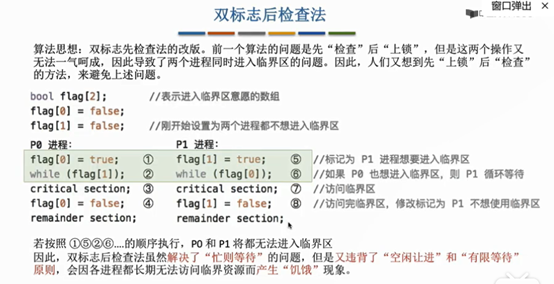 窗口弹出
双标志后检查法
算法思想：双标志先检查法的改版。前一个算法的问题是先“检查”后“上锁”，但是这两个操作又
无法一气呵成，因此导致了两个进程同时进入临界区的问题。因此，人们又想到先“上锁”后“检查”
的方法，来避免上述问题。
bool flag[2]; //表示进入临界区意愿的数组
flag[0] = false;
flag[1] = false; //刚开始设置为两个进程都不想进入临界区
P0 进程： P1 进程：
flag[0] = true; ① flag[1] = true; ⑤ //标记为 P1 进程想要进入临界区
while (flag[1]); ② while (flag[0]); ⑥ //如果 P0 也想进入临界区，则 P1 循环等待
critical section; ③ critical section; ⑦ //访问临界区
flag[0] = false; ④ flag[1] = false; ⑧ //访问完临界区，修改标记为 P1 不想使用临界区
remainder section; remainder section;
若按照 ①⑤②⑥....的顺序执行，P0 和 P1 将都无法进入临界区
因此，双标志后检查法虽然解决了“忙则等待”的问题，但是又违背了“空闲让进”和“有限等待”
原则，会因各进程都长期无法访问临界资源而产生“饥饿”现象。